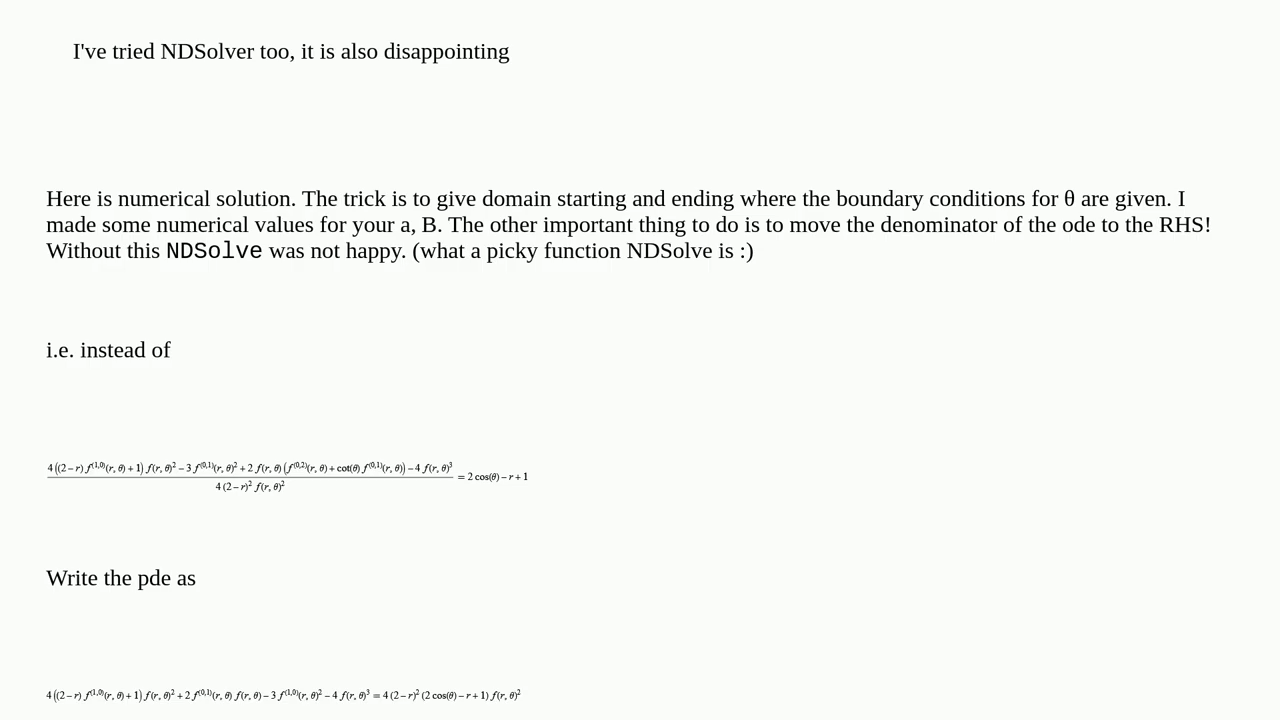 I've tried NDSolver too, it is also disappointing
Here is numerical solution. The trick is to give domain starting and ending where the boundary conditions for θ are given. I
made some numerical values for your a, B. The other important thing to do is to move the denominator of the ode to the RHS!
Without this NDSolve was not happy. (what a picky function NDSolve is :)
i.e. instead of
4 ((2 − r) f^(1,0)(r, θ) + 1) f(r, θ)^2 − 3 f^(0,1)(r, θ)^2 + 2 f(r, θ) (f^(0,2)(r, θ) + cot(θ) f^(0,1)(r, θ)) − 4 f(r, θ)^3
= 2 cos(θ) − r + 1
4 (2 − r)^2 f(r, θ)^2
Write the pde as
4 ((2 − r) f^(1,0)(r, θ) + 1) f(r, θ)^2 + 2 f^(0,1)(r, θ) f(r, θ) − 3 f^(1,0)(r, θ)^2 − 4 f(r, θ)^3 = 4 (2 − r)^2 (2 cos(θ) − r + 1) f(r, θ)^2